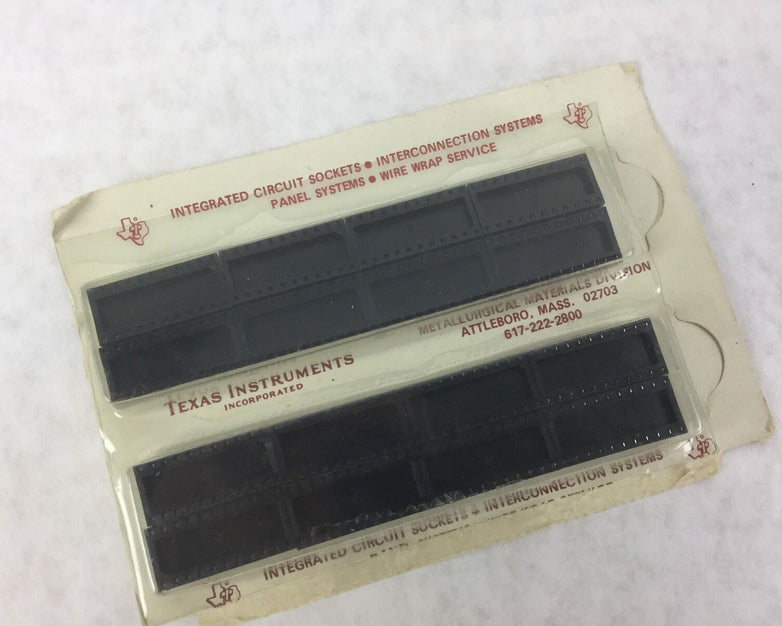 INTEGRATED CIRCUIT SOCKETS ● INTERCONNECTION SYSTEMS
PANEL SYSTEMS ● WIRE WRAP SERVICE
METALLURGICAL MATERIALS DIVISION
ATTLEBORO, MASS. 02703
617-222-2800
TEXAS INSTRUMENTS
INCORPORATED
INTEGRATED CIRCUIT SOCKETS ● INTERCONNECTION SYSTEMS